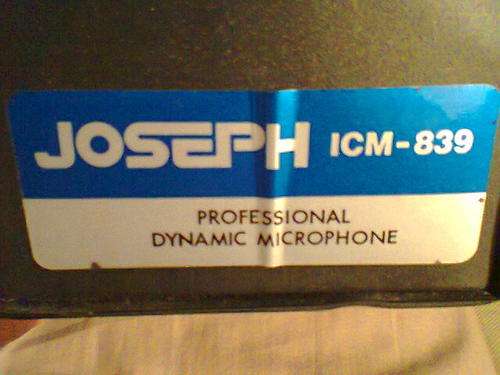 JOSEPH ICM-839
PROFESSIONAL
DYNAMIC MICROPHONE